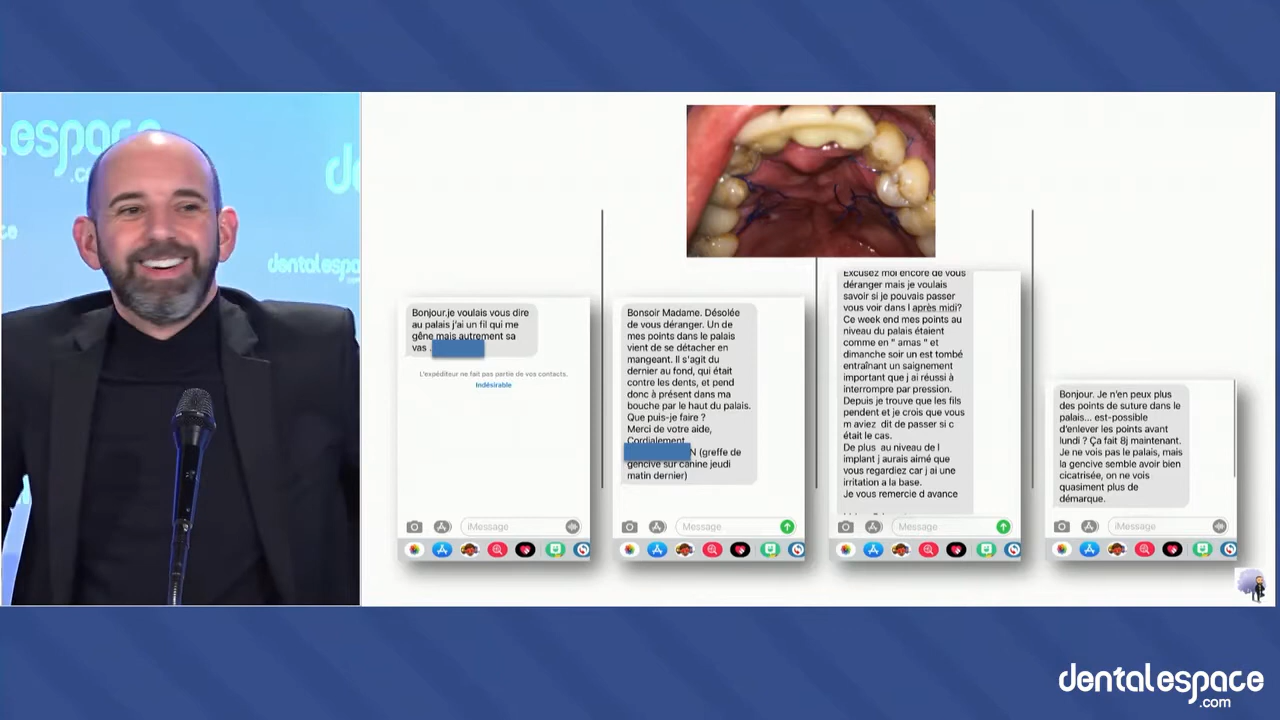 espace
.co
de
ce
dentalespa
Bonjour.je voulais vous dire
au palais j'ai un fil qui me
gêne mais autrement sa
vas .
L'expéditeur ne fait pas partie de vos contacts.
Indésirable
iMessage
Bonsoir Madame. Désolée
de vous déranger. Un de
mes points dans le palais
vient de se détacher en
mangeant. Il s'agit du
dernier au fond, qui était
contre les dents, et pend
donc à présent dans ma
bouche par le haut du palais.
Que puis-je faire ?
Merci de votre aide,
Cordialement
N (greffe de
gencive sur canine jeudi
matin dernier)
Message
Excusez moi encore de vous
déranger mais je voulais
savoir si je pouvais passer
vous voir dans l après midi?
Ce week end mes points au
niveau du palais étaient
comme en " amas " et
dimanche soir un est tombé
entraînant un saignement
important que j ai réussi à
interrompre par pression.
Depuis je trouve que les fils
pendent et je crois que vous
m aviez dit de passer si c
était le cas.
De plus au niveau de l
implant j aurais aimé que
vous regardiez car j ai une
irritation a la base.
Je vous remercie d avance
Message
Bonjour. Je n'en peux plus
des points de suture dans le
palais... est-possible
d'enlever les points avant
lundi ? Ça fait 8j maintenant.
Je ne vois pas le palais, mais
la gencive semble avoir bien
cicatrisée, on ne vois
quasiment plus de
démarque.
iMessage
dentalespace
.com